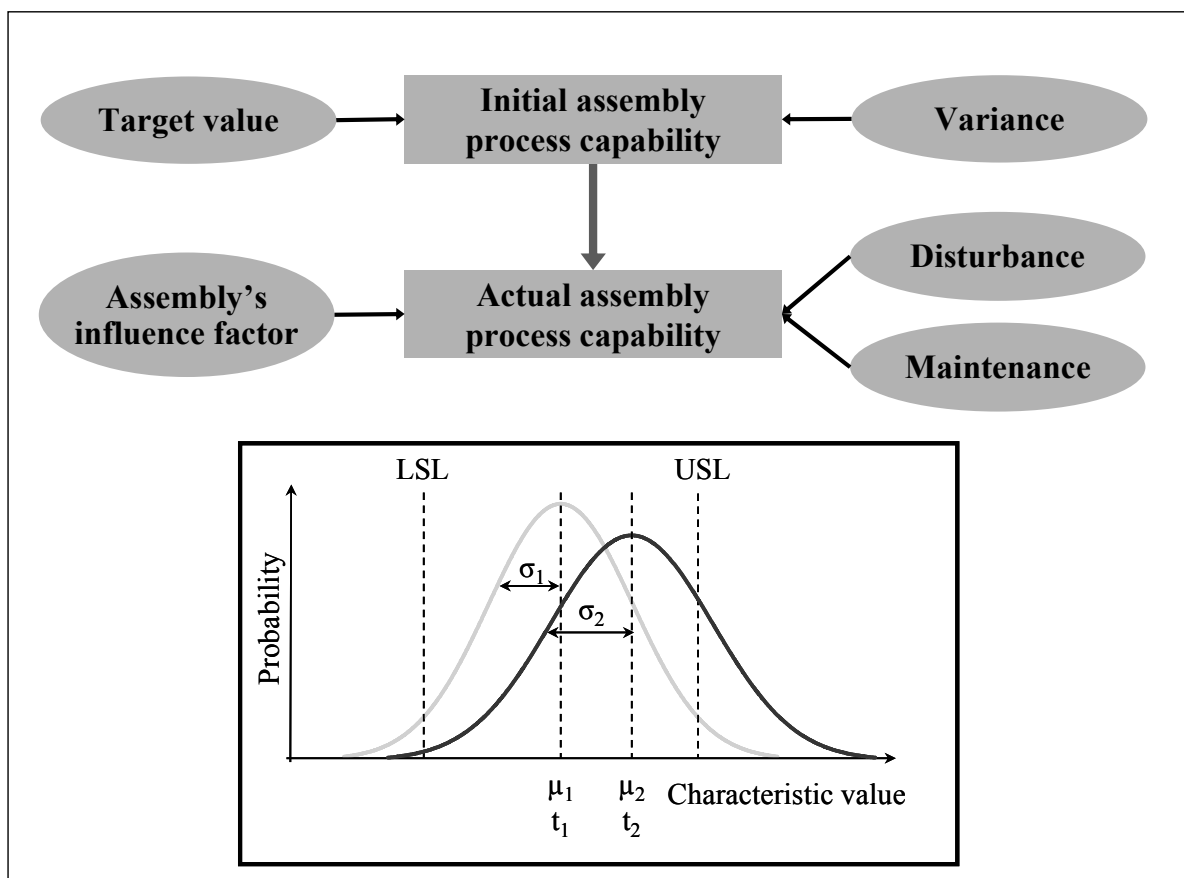 Target value
Initial assembly
process capability
Variance
Assembly’s
influence factor
Actual assembly
process capability
Disturbance
Maintenance
LSL
USL
Probability
σ1
σ2
μ1
t1
μ2
t2
Characteristic value